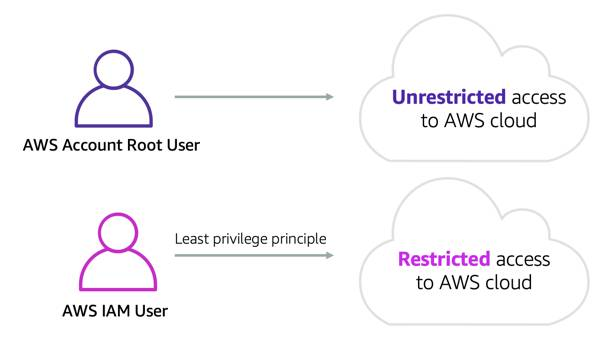 Unrestricted access
to AWS cloud
AWS Account Root User
Least privilege principle
Restricted access
to AWS cloud
AWS IAM User